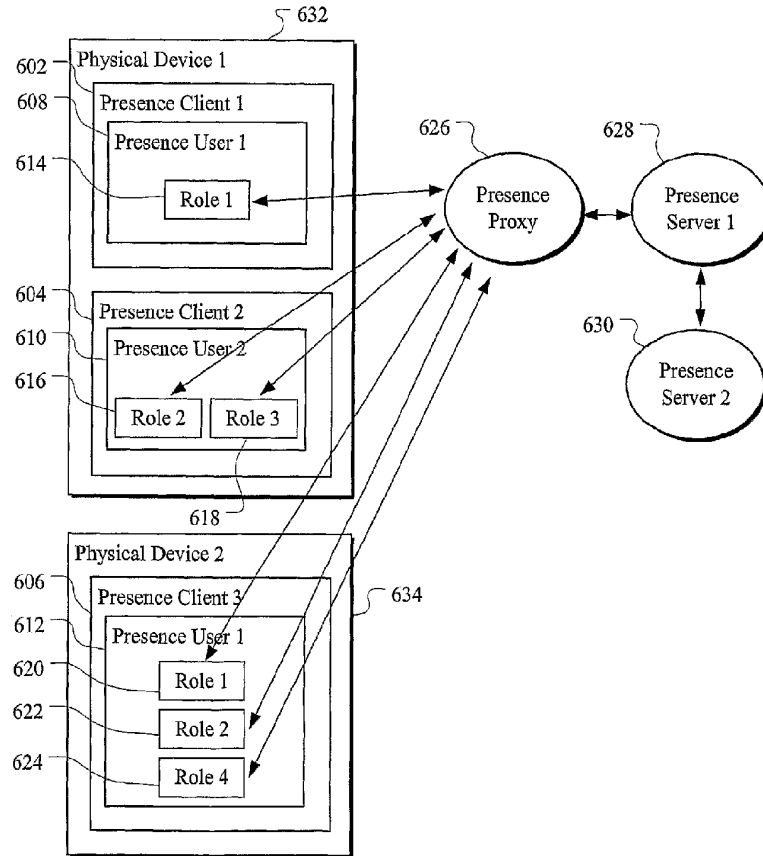 632
Physical Device 1
602
Presence Client 1
608
Presence User 1
614
Role 1
626
Presence
Proxy
628
Presence
Server 1
604
Presence Client 2
610
Presence User 2
616
Role 2
Role 3
618
630
Presence
Server 2
Physical Device 2
606
Presence Client 3
634
612
Presence User 1
620
Role 1
622
Role 2
624
Role 4